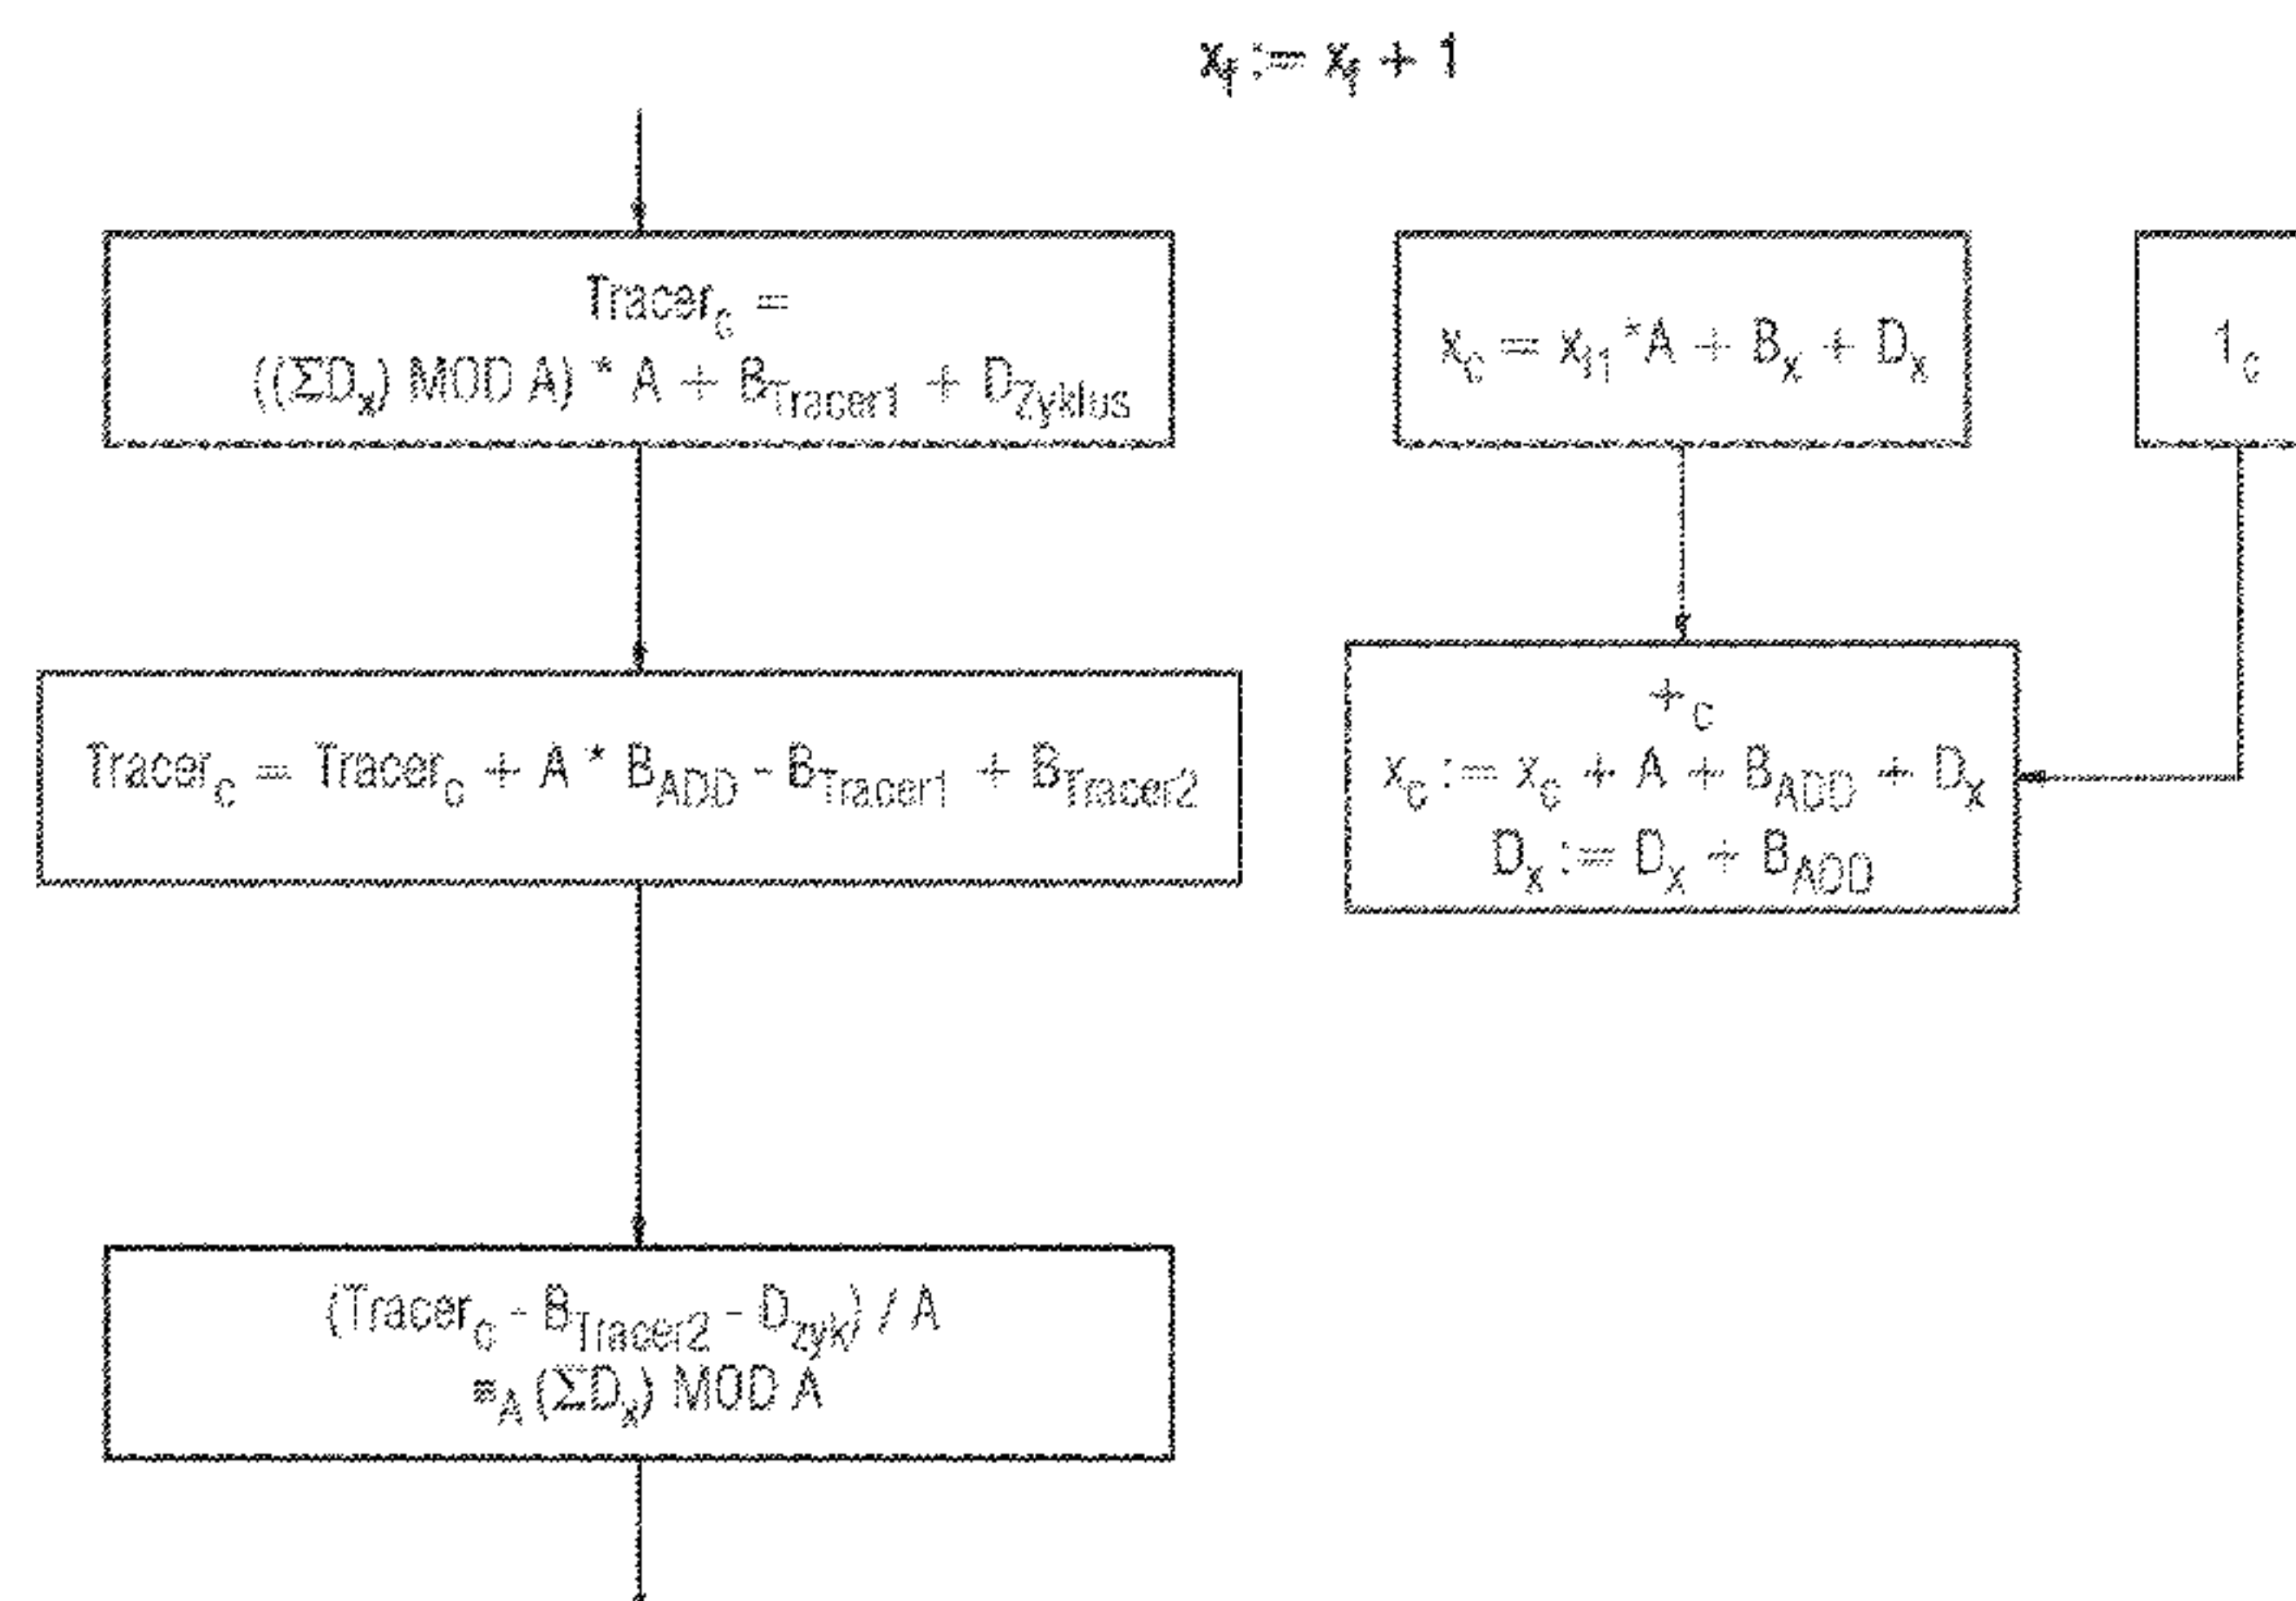 x_f := x_f + 1
Tracer_c =
((ΣD_x) MOD A) * A + B_Tracer1 + D_Zyklus
x_c = x_f1 *A + B_x + D_x
1_c
Tracer_c = Tracer_c + A * B_ADD - B_Tracer1 + B_Tracer2
+_c
x_c := x_c + A + B_ADD + D_x
D_x := D_x + B_ADD
(Tracer_c - B_Tracer2 - D_zyk) / A
≡_A (ΣD_x) MOD A